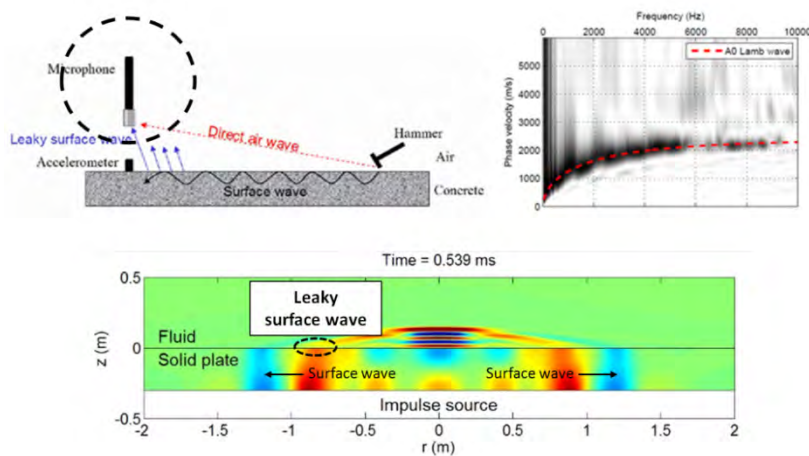 Microphone
Leaky surface wave
Direct air wave
Hammer
Accelerometer
Air
Surface wave
Concrete
Frequency (Hz)
0 2000 4000 6000 8000 10000
A0 Lamb wave
Phase velocity (m/s)
5000
4000
3000
2000
1000
0
Time = 0.539 ms
0.5
Leaky
surface wave
Fluid
z (m)
0
Solid plate
Surface wave
Surface wave
Impulse source
-0.5
-2 -1.5 -1 -0.5 0 0.5 1 1.5 2
r (m)